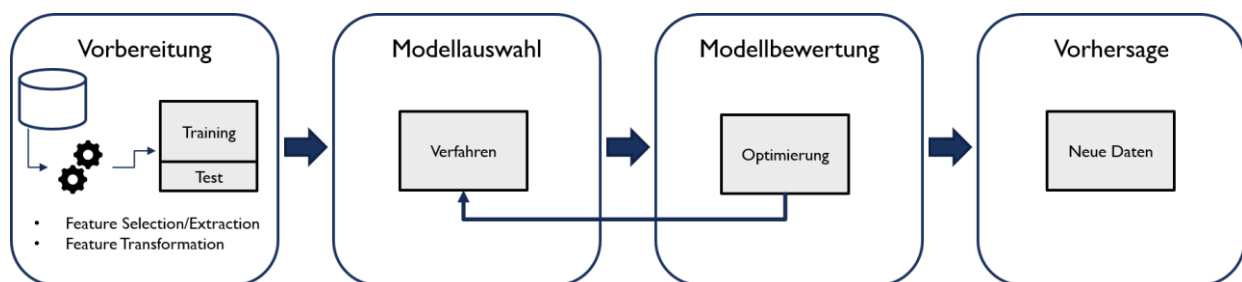 Vorbereitung
Training
Test
• Feature Selection/Extraction
• Feature Transformation
Modellauswahl
Verfahren
Modellbewertung
Optimierung
Vorhersage
Neue Daten